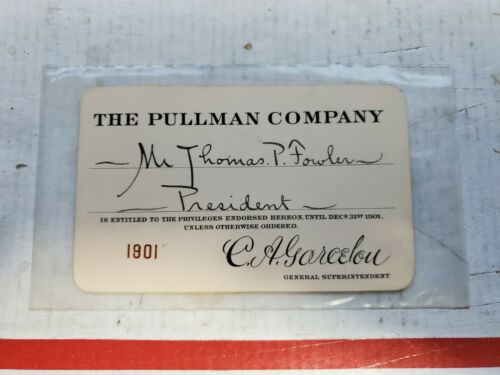 THE PULLMAN COMPANY
Mr Thomas. P. Fowler
President
IS ENTITLED TO THE PRIVILEGES ENDORSED HEREON, UNTIL DECR 31ST 1901,
UNLESS OTHERWISE ORDERED.
1901
C. A. Garcelon
GENERAL SUPERINTENDENT